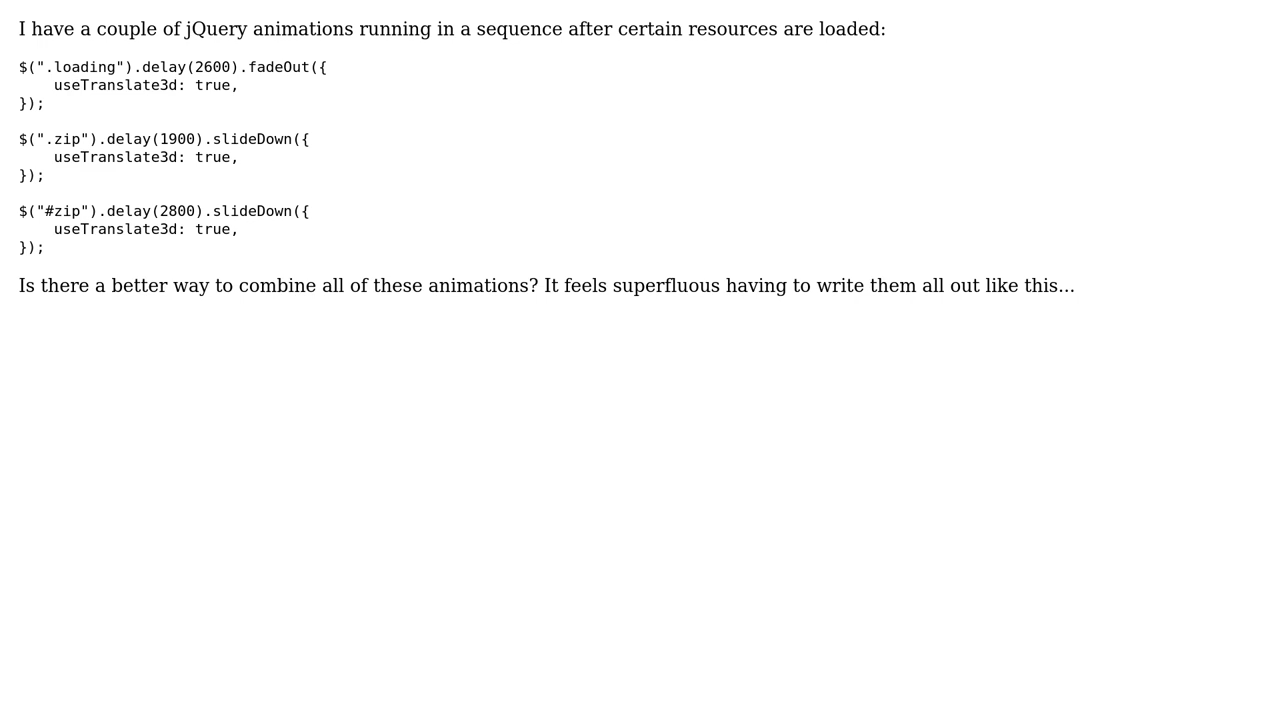 I have a couple of jQuery animations running in a sequence after certain resources are loaded:
$(".loading").delay(2600).fadeOut({
    useTranslate3d: true,
});
$(".zip").delay(1900).slideDown({
    useTranslate3d: true,
});
$("#zip").delay(2800).slideDown({
    useTranslate3d: true,
});
Is there a better way to combine all of these animations? It feels superfluous having to write them all out like this...